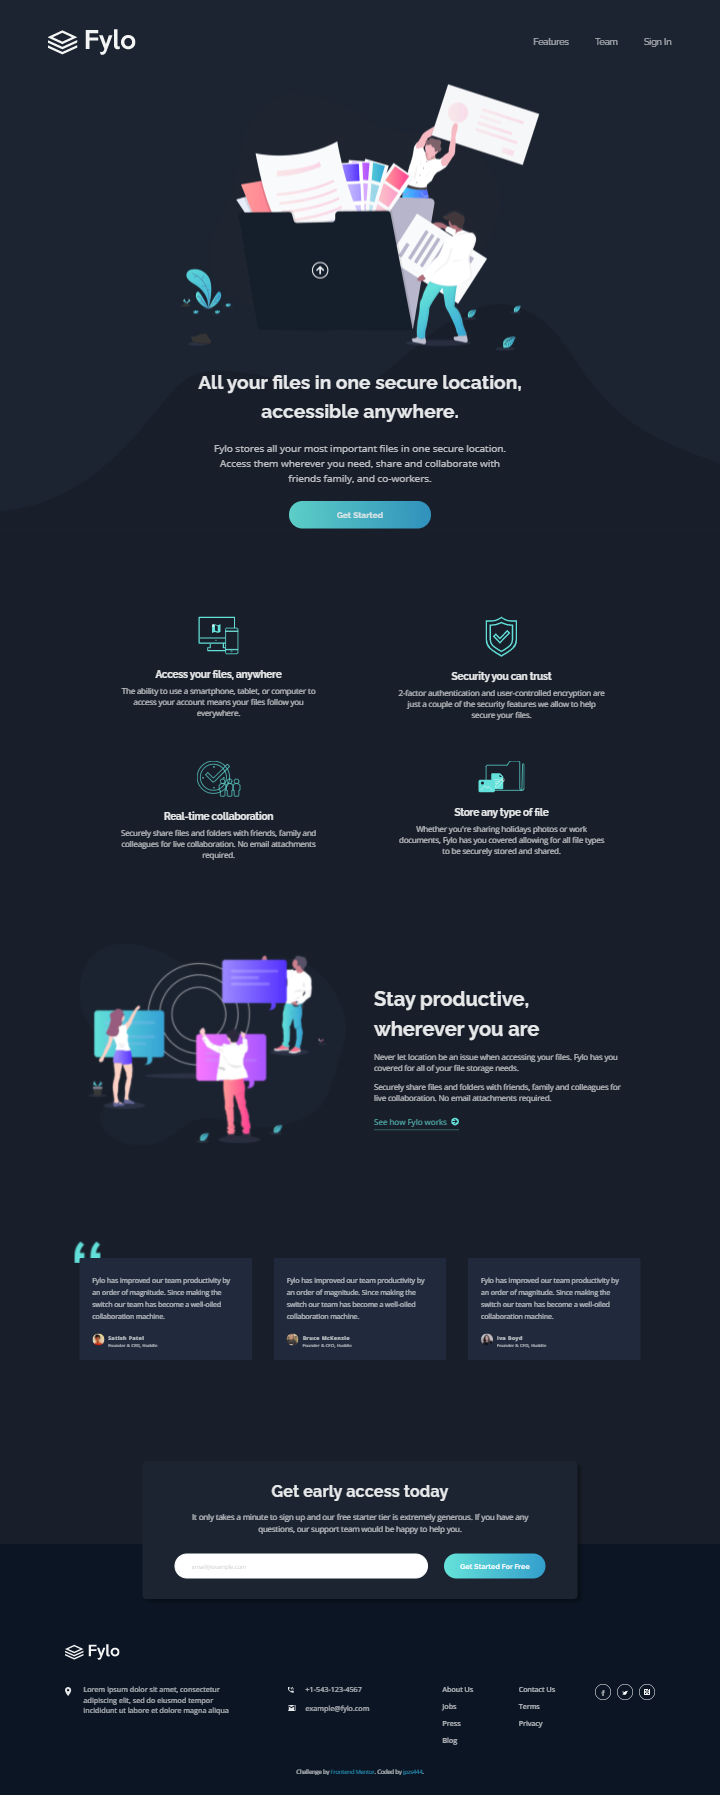 Fylo
Features Team Sign In
All your files in one secure location,
accessible anywhere.
Fylo stores all your most important files in one secure location.
Access them wherever you need, share and collaborate with
friends family, and co-workers.
Get Started
Access your files, anywhere
The ability to use a smartphone, tablet, or computer to
access your account means your files follow you
everywhere.
Security you can trust
2-factor authentication and user-controlled encryption are
just a couple of the security features we allow to help
secure your files.
Real-time collaboration
Securely share files and folders with friends, family and
colleagues for live collaboration. No email attachments
required.
Store any type of file
Whether you're sharing holidays photos or work
documents, Fylo has you covered allowing for all file types
to be securely stored and shared.
Stay productive,
wherever you are
Never let location be an issue when accessing your files. Fylo has you
covered for all of your file storage needs.
Securely share files and folders with friends, family and colleagues for
live collaboration. No email attachments required.
See how Fylo works
“
Fylo has improved our team productivity by
an order of magnitude. Since making the
switch our team has become a well-oiled
collaboration machine.
Satish Patel
Founder & CEO, Huddle
Fylo has improved our team productivity by
an order of magnitude. Since making the
switch our team has become a well-oiled
collaboration machine.
Bruce McKenzie
Founder & CEO, Huddle
Fylo has improved our team productivity by
an order of magnitude. Since making the
switch our team has become a well-oiled
collaboration machine.
Iva Boyd
Founder & CEO, Huddle
Get early access today
It only takes a minute to sign up and our free starter tier is extremely generous. If you have any
questions, our support team would be happy to help you.
email@example.com
Get Started For Free
Fylo
Lorem ipsum dolor sit amet, consectetur
adipiscing elit, sed do eiusmod tempor
incididunt ut labore et dolore magna aliqua
+1-543-123-4567
example@fylo.com
About Us
Jobs
Press
Blog
Contact Us
Terms
Privacy
Challenge by Frontend Mentor. Coded by jpzs444.